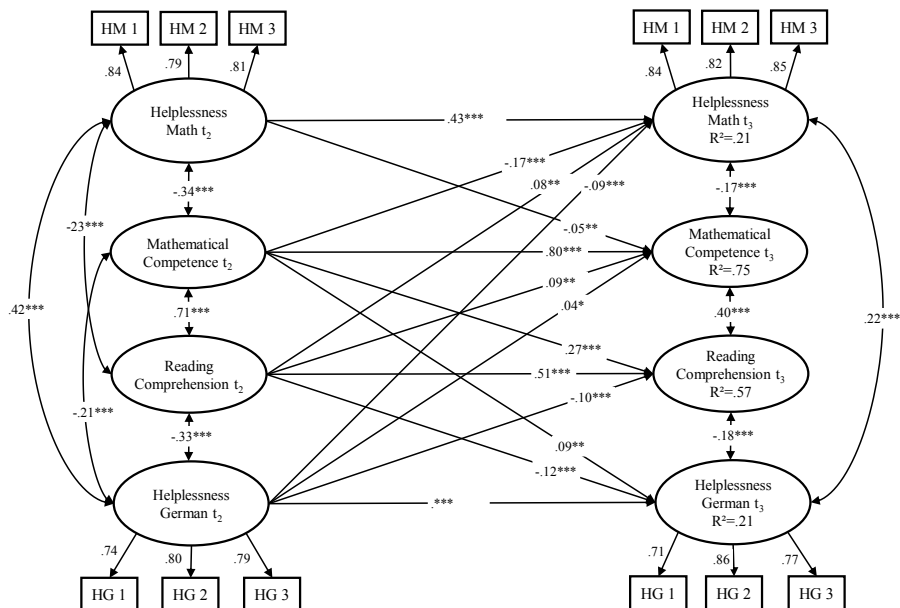 HM 1 HM 2 HM 3 HM 1 HM 2 HM 3
.84 .79 .81 .84 .82 .85
Helplessness
Math t₂
Helplessness
Math t₃
R²=.21
.43***
-.17***
.08**
-.09***
-.34***
-.17***
-23***
-.05**
Mathematical
Competence t₂
Mathematical
Competence t₃
R²=.75
.80***
.09**
.04*
.42***
.71***
.40***
.22***
.27***
Reading
Comprehension t₂
Reading
Comprehension t₃
R²=.57
.51***
-.10***
-.21***
-.33***
-.18***
.09**
-.12***
Helplessness
German t₂
Helplessness
German t₃
R²=.21
.***
.74 .80 .79 .71 .86 .77
HG 1 HG 2 HG 3 HG 1 HG 2 HG 3